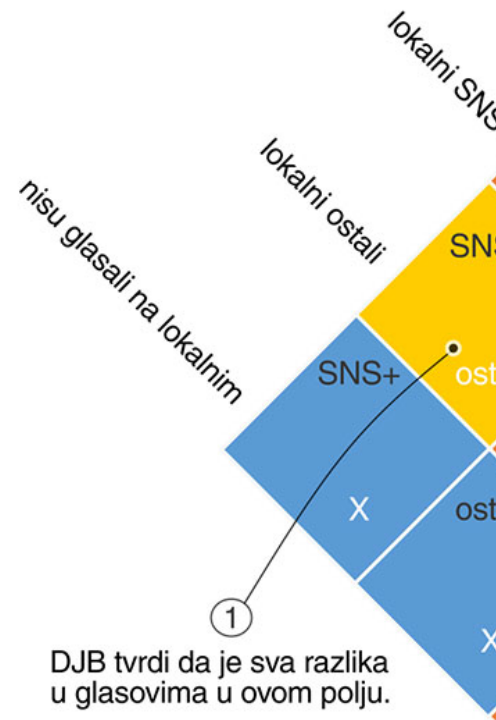 lokalni SNS
lokalni ostali
nisu glasali na lokalnim
SNS+
X
1
DJB tvrdi da je sva razlika
u glasovima u ovom polju.